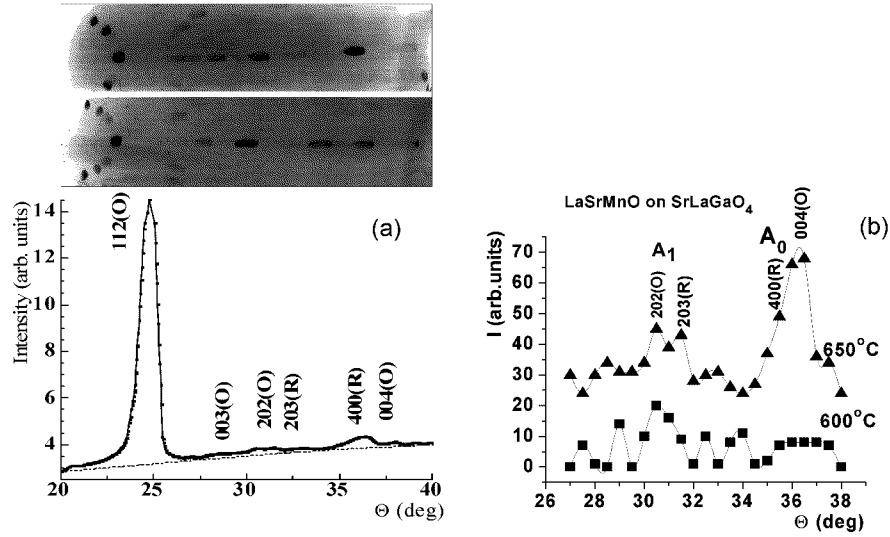 (a)
Intensity (arb. units)
14
12
10
8
6
4
112(O)
003(O)
202(O)
203(R)
400(R)
004(O)
20 25 30 35 40
Θ (deg)
(b)
LaSrMnO on SrLaGaO4
I (arb.units)
70
60
50
40
30
20
10
0
A1
202(O)
203(R)
A0
400(R)
004(O)
650°C
600°C
26 28 30 32 34 36 38
Θ (deg)